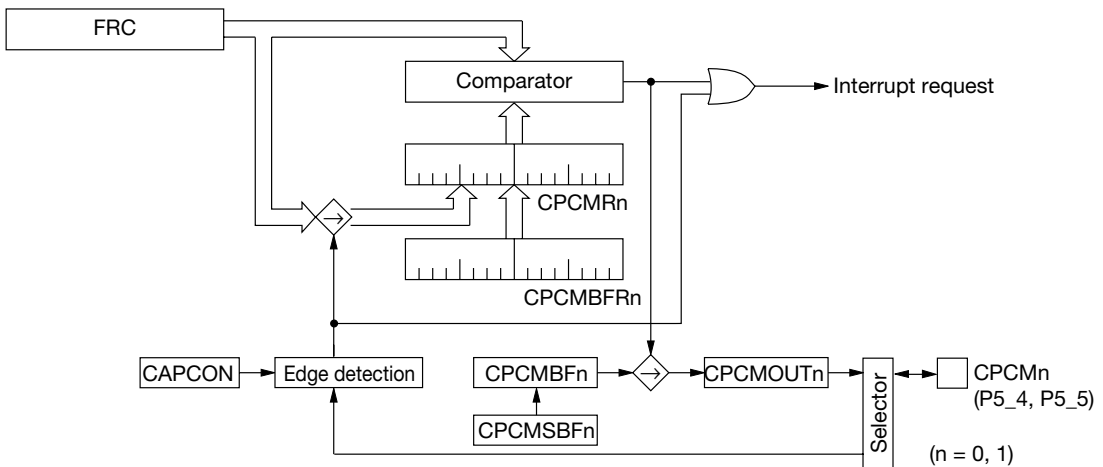 FRC
Comparator
Interrupt request
CPCMRn
→
CPCMBFRn
CAPCON
Edge detection
CPCMBFn
→
CPCMOUTn
Selector
CPCMn
(P5_4, P5_5)
CPCMSBFn
(n = 0, 1)